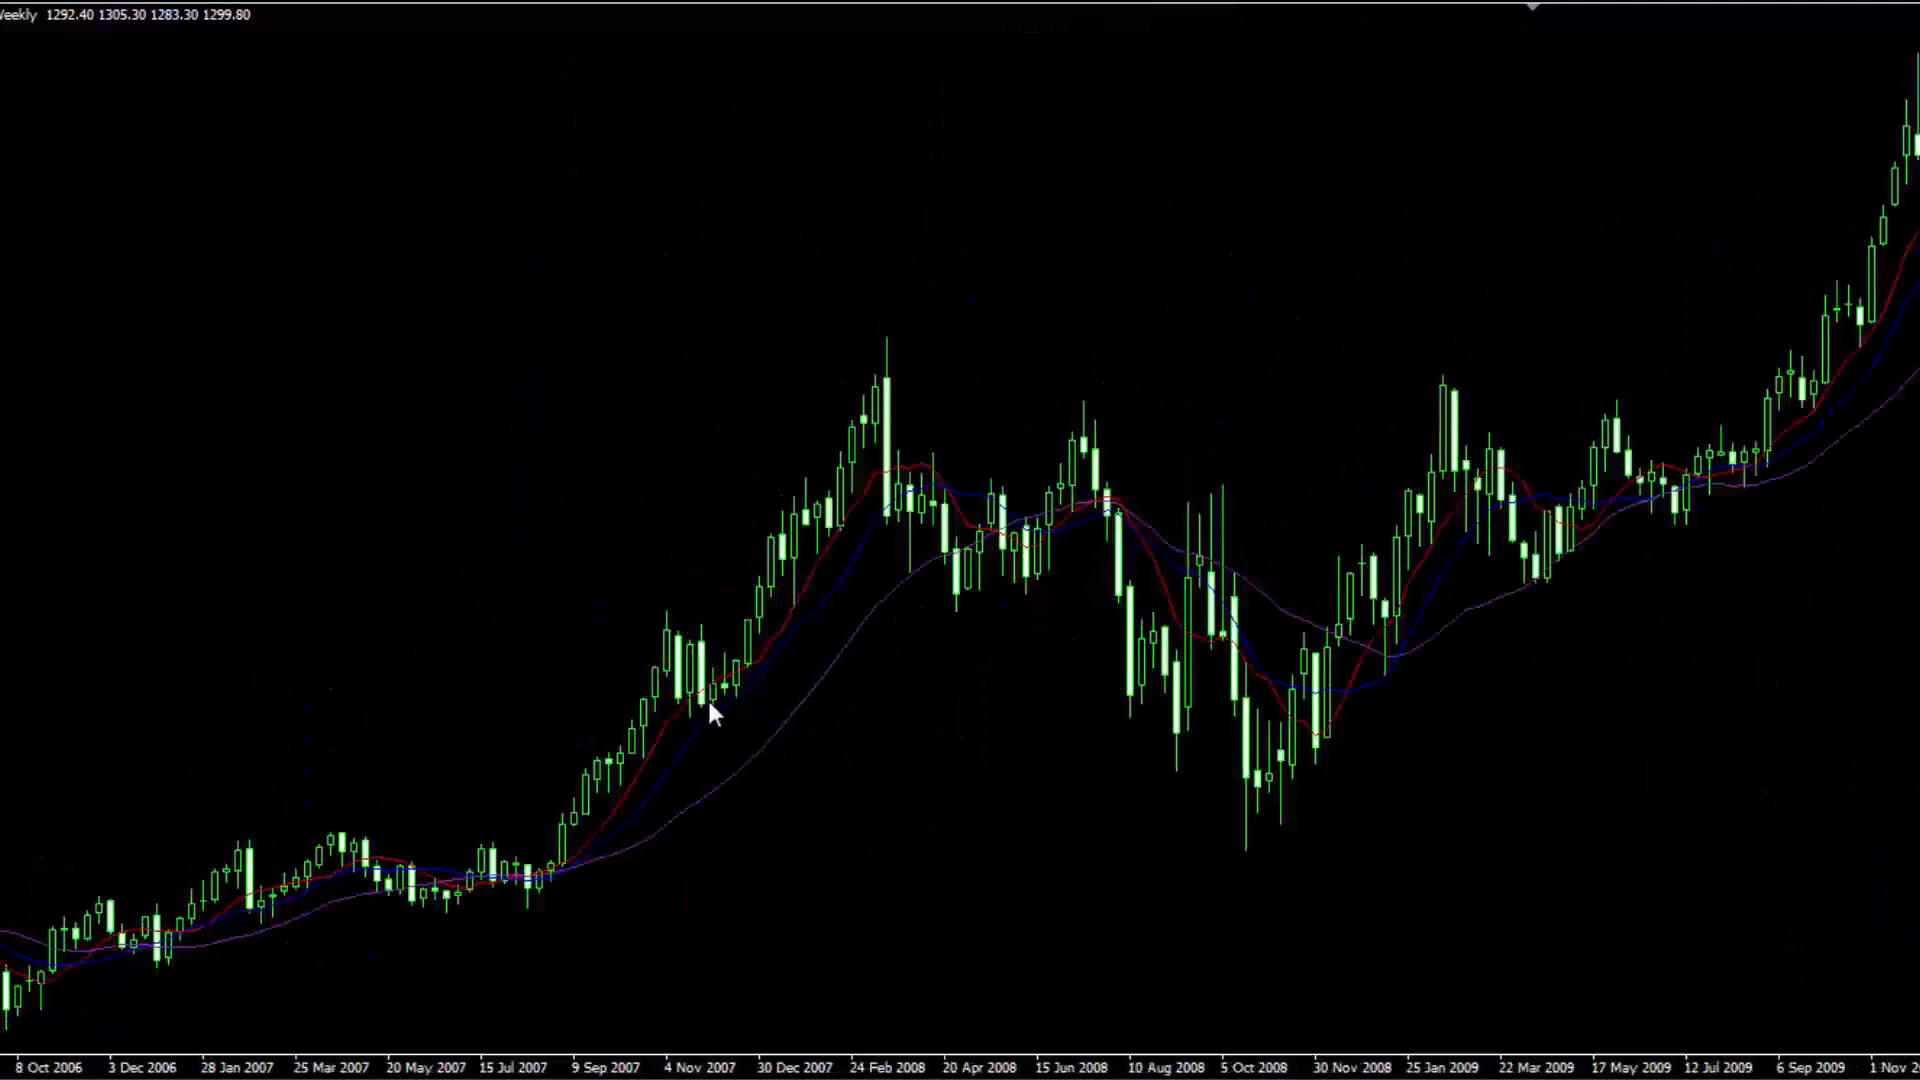 Weekly 1292.40 1305.30 1283.30 1299.80
8 Oct 2006 3 Dec 2006 28 Jan 2007 25 Mar 2007 20 May 2007 15 Jul 2007 9 Sep 2007 4 Nov 2007 30 Dec 2007 24 Feb 2008 20 Apr 2008 15 Jun 2008 10 Aug 2008 5 Oct 2008 30 Nov 2008 25 Jan 2009 22 Mar 2009 17 May 2009 12 Jul 2009 6 Sep 2009 1 Nov 2